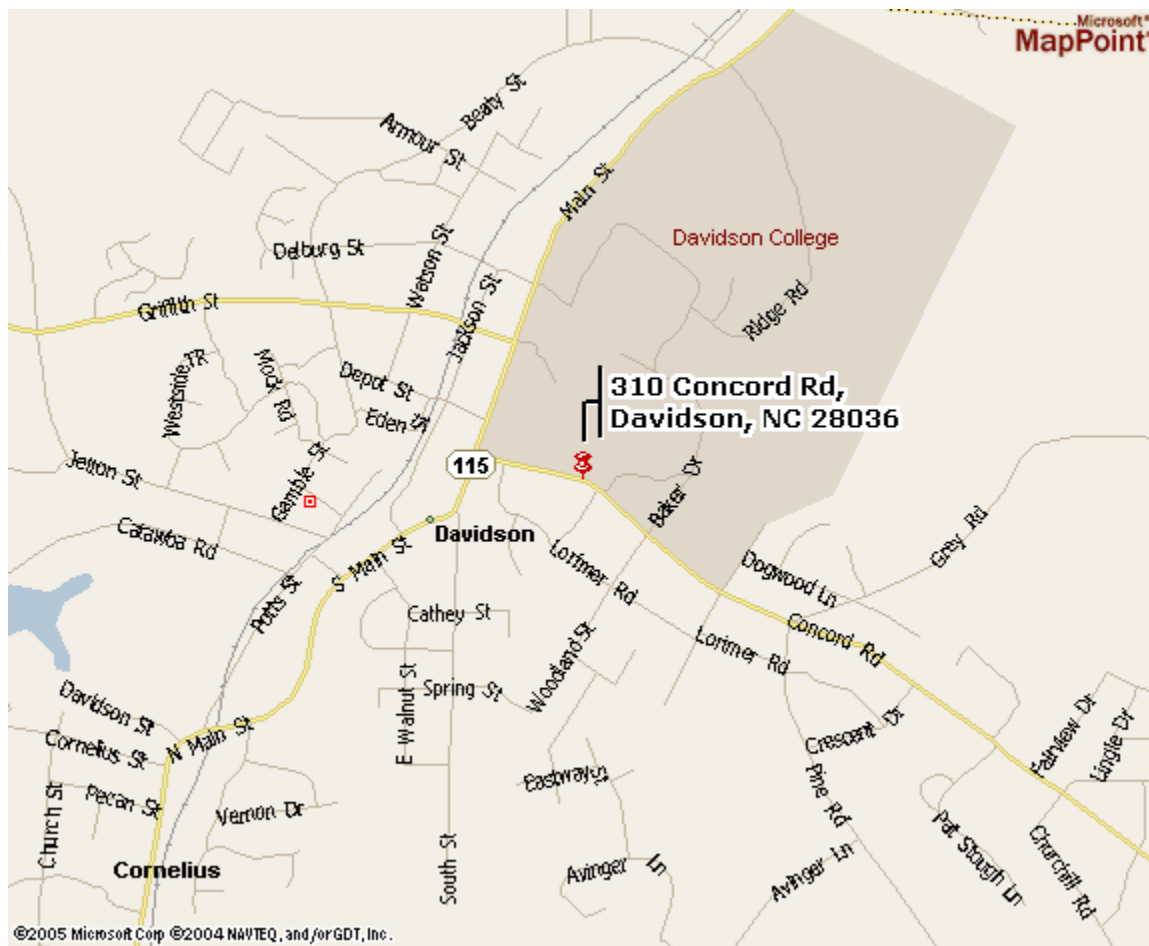 Microsoft®
MapPoint®
Beaty St
Armour St
Main St
Davidson College
Delburg St
Watson St
Jackson St
Griffith St
Ridge Rd
Westside TR
Mock Rd
Depot St
Eden St
310 Concord Rd,
Davidson, NC 28036
115
Jetton St
Gamble St
Baker Dr
Catawba Rd
Davidson
Grey Rd
S Main St
Lorimer Rd
Dogwood Ln
Potts St
Cathey St
Concord Rd
Lorimer Rd
Woodland St
Spring St
E Walnut St
Davidson St
N Main St
Cornelius St
Crescent Dr
Fairview Dr
Lingle Dr
Eastway St
Pecan St
Vernon Dr
Church St
Pine Rd
Pat Stough Ln
Churchill Rd
South St
Avinger Ln
Avinger Ln
Cornelius
©2005 Microsoft Corp ©2004 NAVTEQ, and/or GDT, Inc.